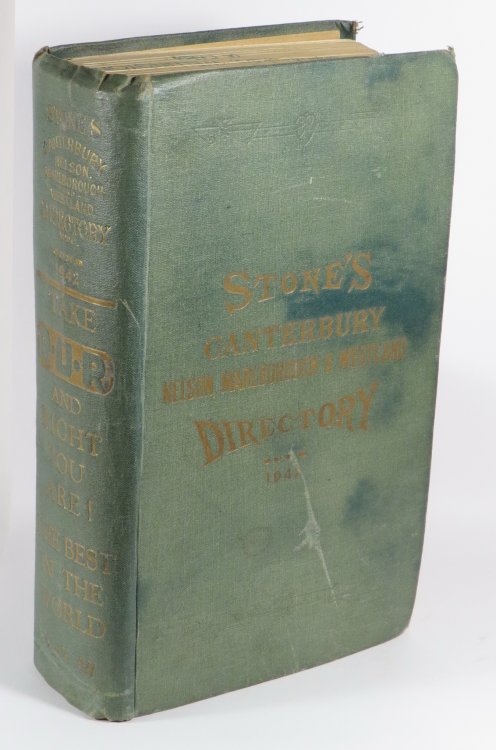 STONE'S
CANTERBURY
NELSON,
MARLBOROUGH
WESTLAND
DIRECTORY
1942
TAKE
AND
RIGHT
YOU
ARE!
THE BEST
IN THE
WORLD
STONE'S
CANTERBURY
NELSON, MARLBOROUGH & WESTLAND
DIRECTORY